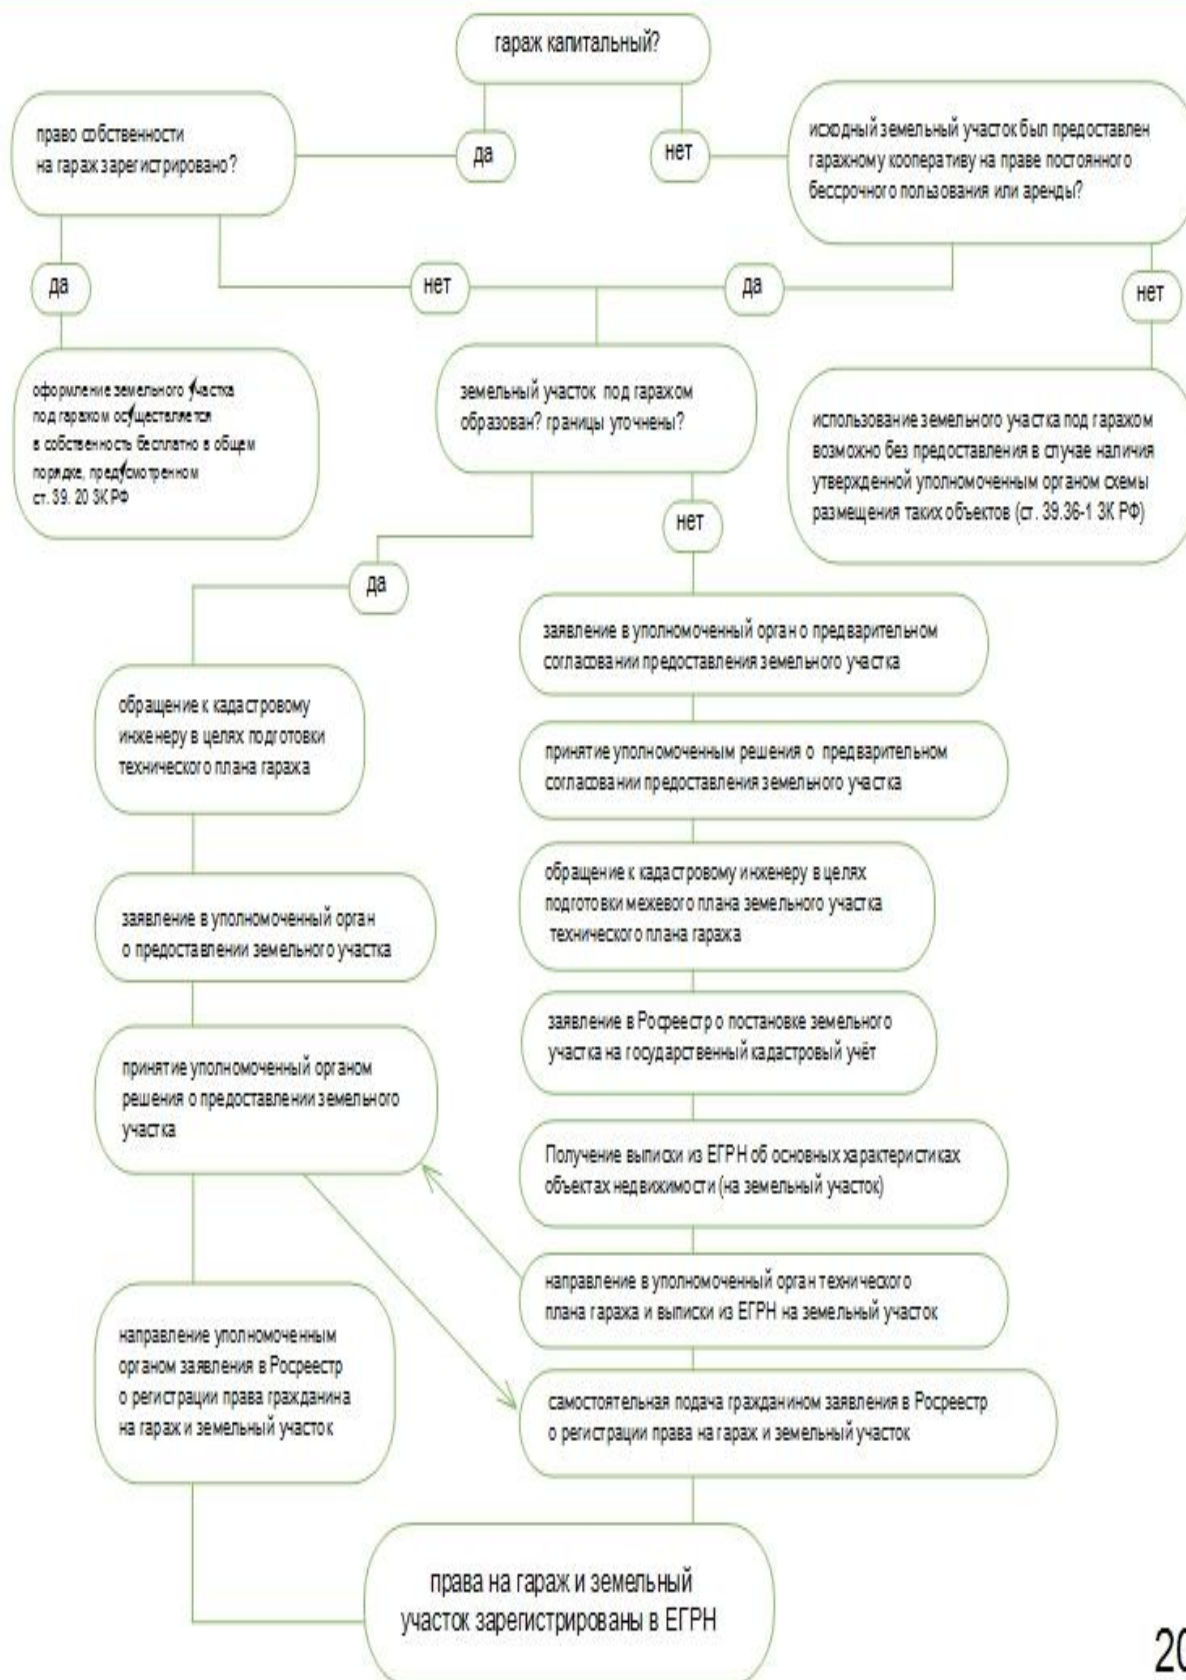 гараж капитальный?
право собственности
на гараж зарегистрировано?
да
нет
исходный земельный участок был предоставлен
гаражному кооперативу на праве постоянного
бессрочного пользования или аренды?
да
нет
да
нет
оформление земельного участка
под гаражом осуществляется
в собственность бесплатно в общем
порядке, предусмотренном
ст. 39. 20 ЗК РФ
земельный участок под гаражом
образован? границы уточнены?
использование земельного участка под гаражом
возможно без предоставления в случае наличия
утвержденной уполномоченным органом схемы
размещения таких объектов (ст. 39.36-1 ЗК РФ)
нет
да
заявление в уполномоченный орган о предварительном
согласовании предоставления земельного участка
обращение к кадастровому
инженеру в целях подготовки
технического плана гаража
принятие уполномоченным решения о предварительном
согласовании предоставления земельного участка
обращение к кадастровому инженеру в целях
подготовки межевого плана земельного участка
технического плана гаража
заявление в уполномоченный орган
о предоставлении земельного участка
заявление в Росреестр о постановке земельного
участка на государственный кадастровый учёт
принятие уполномоченный органом
решения о предоставлении земельного
участка
Получение выписки из ЕГРН об основных характеристиках
объектах недвижимости (на земельный участок)
направление в уполномоченный орган технического
плана гаража и выписки из ЕГРН на земельный участок
направление уполномоченным
органом заявления в Росреестр
о регистрации права гражданина
на гараж и земельный участок
самостоятельная подача гражданином заявления в Росреестр
о регистрации права на гараж и земельный участок
права на гараж и земельный
участок зарегистрированы в ЕГРН
20